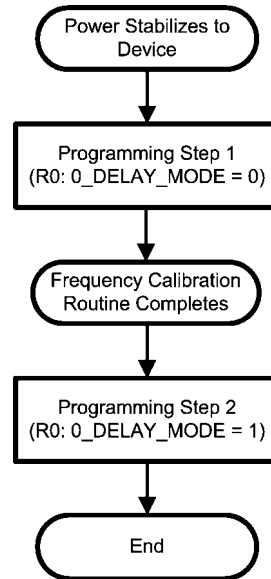 Power Stabilizes to
Device
Programming Step 1
(R0: 0_DELAY_MODE = 0)
Frequency Calibration
Routine Completes
Programming Step 2
(R0: 0_DELAY_MODE = 1)
End